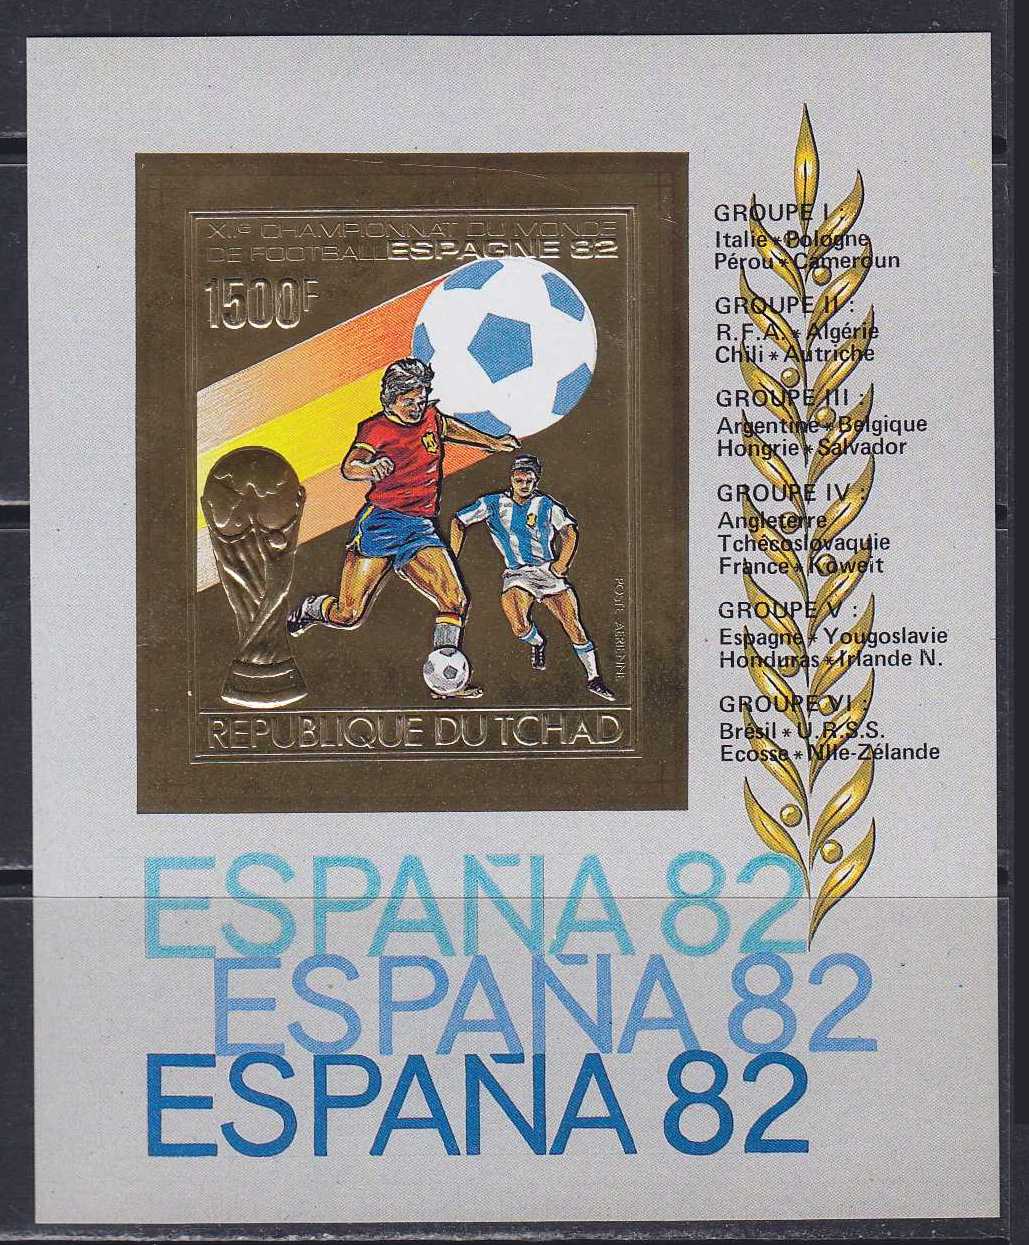 XIIe CHAMPIONNAT DU MONDE
DE FOOTBALL ESPAGNE 82
1500F
POSTE AERIENNE
REPUBLIQUE DU TCHAD
GROUPE I :
Italie * Pologne
Pérou * Cameroun
GROUPE II :
R.F.A. * Algérie
Chili * Autriche
GROUPE III :
Argentine * Belgique
Hongrie * Salvador
GROUPE IV :
Angleterre
Tchécoslovaquie
France * Koweit
GROUPE V :
Espagne * Yougoslavie
Honduras * Irlande N.
GROUPE VI :
Brésil * U.R.S.S.
Ecosse * Nlle-Zélande
ESPAÑA 82
ESPAÑA 82
ESPAÑA 82